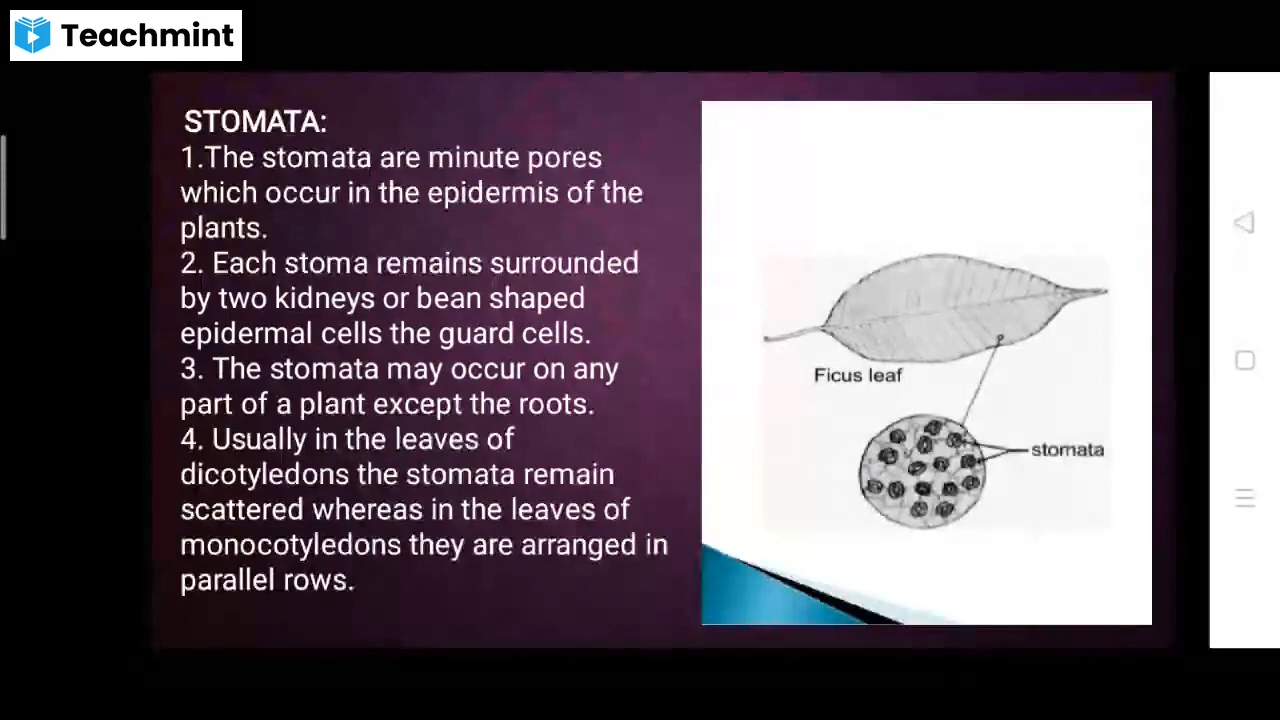 Teachmint
STOMATA:
1.The stomata are minute pores
which occur in the epidermis of the
plants.
2. Each stoma remains surrounded
by two kidneys or bean shaped
epidermal cells the guard cells.
3. The stomata may occur on any
part of a plant except the roots.
4. Usually in the leaves of
dicotyledons the stomata remain
scattered whereas in the leaves of
monocotyledons they are arranged in
parallel rows.
Ficus leaf
stomata